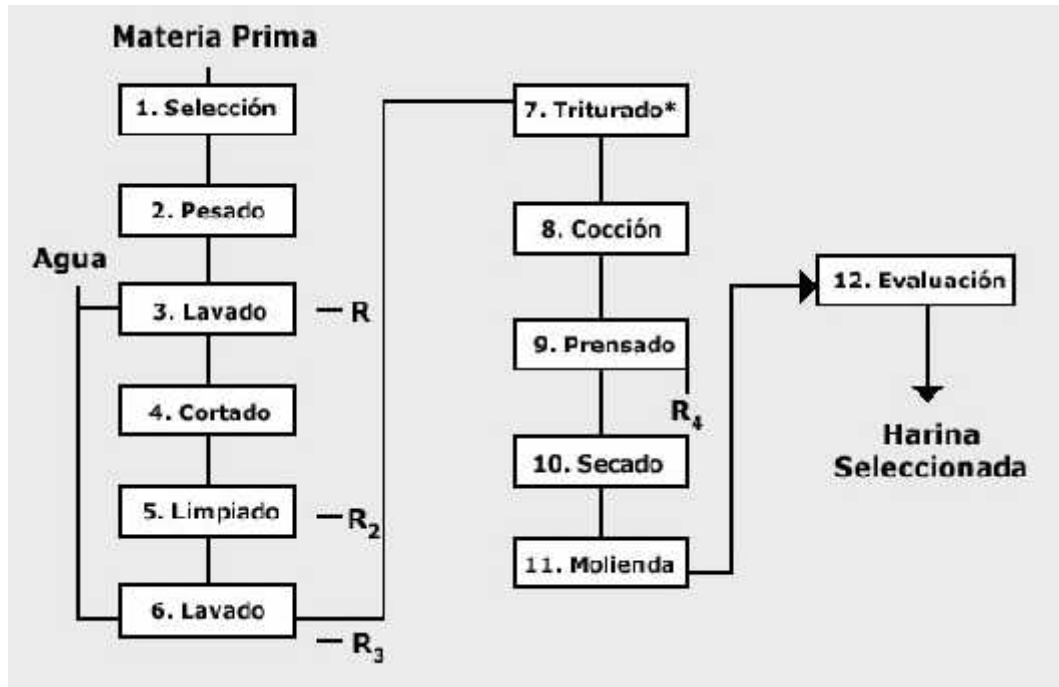 Materia Prima
1. Selección
2. Pesado
Agua
3. Lavado
R
4. Cortado
5. Limpiado
R2
6. Lavado
R3
7. Triturado*
8. Cocción
9. Prensado
R4
10. Secado
11. Molienda
12. Evaluación
Harina
Seleccionada